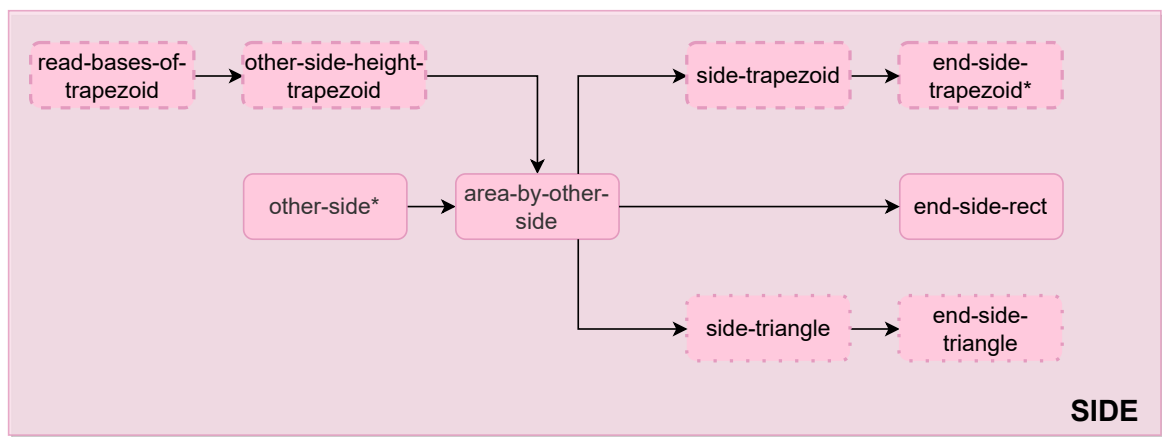 read-bases-of-
trapezoid
other-side-height-
trapezoid
side-trapezoid
end-side-
trapezoid*
other-side*
area-by-other-
side
end-side-rect
side-triangle
end-side-
triangle
SIDE